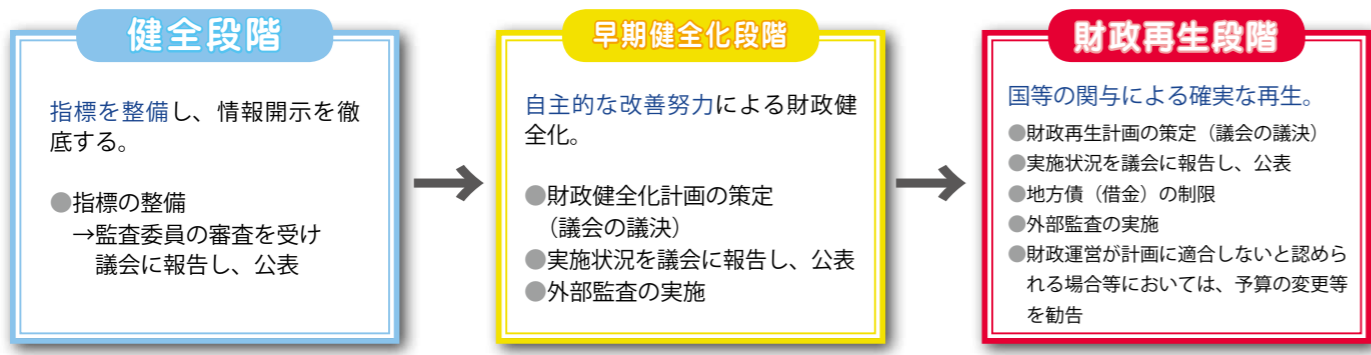 健全段階
指標を整備し、情報開示を徹
底する。
●指標の整備
→監査委員の審査を受け
議会に報告し、公表
早期健全化段階
自主的な改善努力による財政健
全化。
●財政健全化計画の策定
（議会の議決）
●実施状況を議会に報告し、公表
●外部監査の実施
財政再生段階
国等の関与による確実な再生。
●財政再生計画の策定（議会の議決）
●実施状況を議会に報告し、公表
●地方債（借金）の制限
●外部監査の実施
●財政運営が計画に適合しないと認めら
れる場合等においては、予算の変更等
を勧告